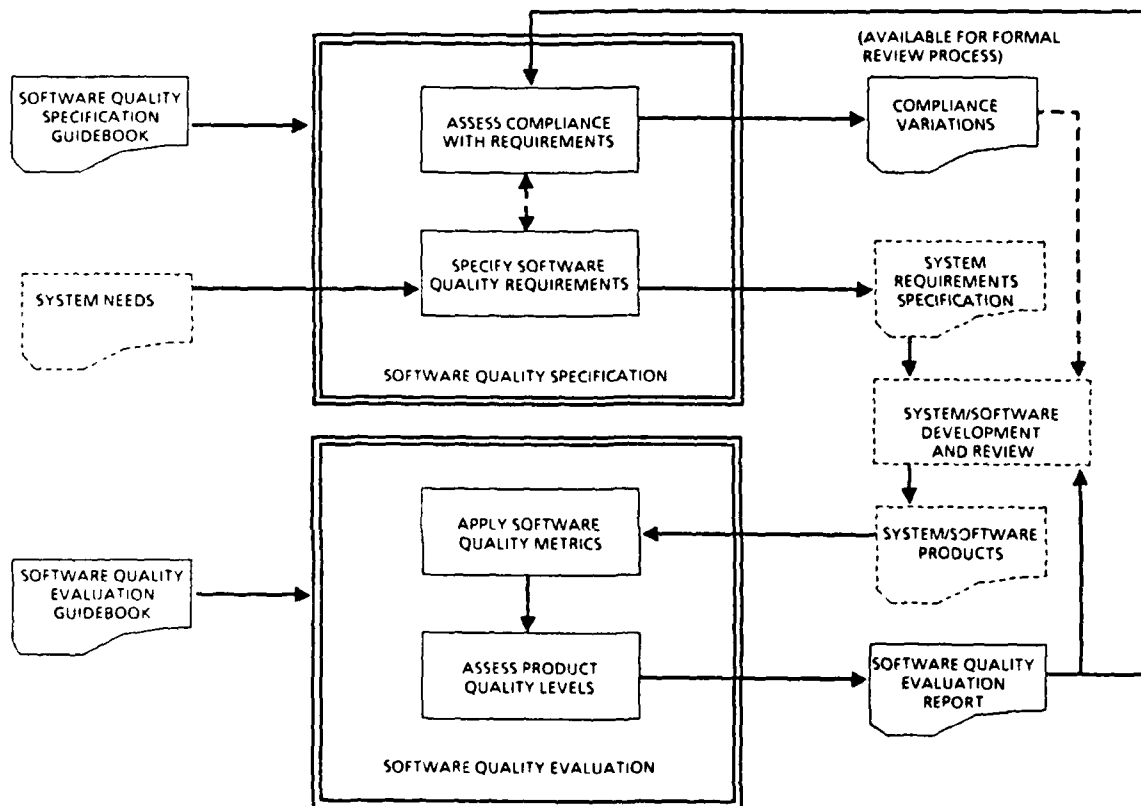 (AVAILABLE FOR FORMAL
REVIEW PROCESS)
SOFTWARE QUALITY
SPECIFICATION
GUIDEBOOK
ASSESS COMPLIANCE
WITH REQUIREMENTS
COMPLIANCE
VARIATIONS
SYSTEM NEEDS
SPECIFY SOFTWARE
QUALITY REQUIREMENTS
SYSTEM
REQUIREMENTS
SPECIFICATION
SOFTWARE QUALITY SPECIFICATION
SYSTEM/SOFTWARE
DEVELOPMENT
AND REVIEW
APPLY SOFTWARE
QUALITY METRICS
SYSTEM/SOFTWARE
PRODUCTS
SOFTWARE QUALITY
EVALUATION
GUIDEBOOK
ASSESS PRODUCT
QUALITY LEVELS
SOFTWARE QUALITY
EVALUATION
REPORT
SOFTWARE QUALITY EVALUATION